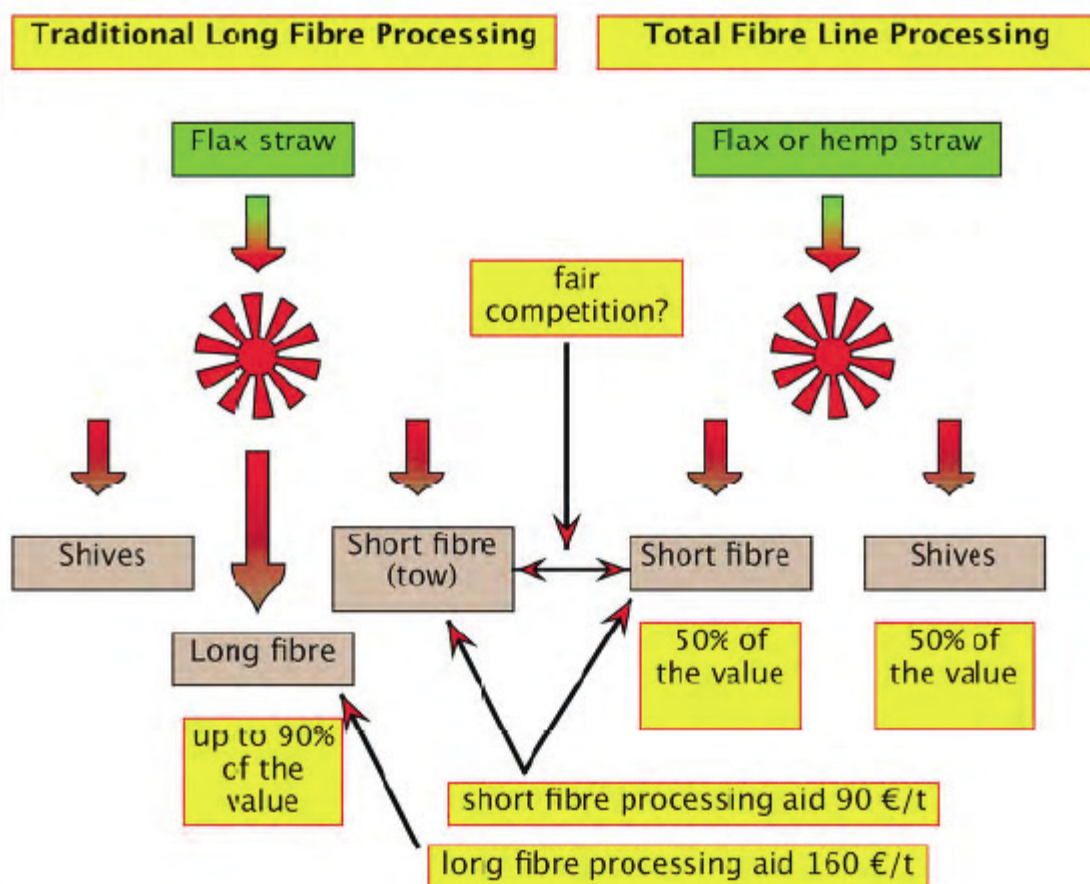 Traditional Long Fibre Processing
Total Fibre Line Processing
Flax straw
Flax or hemp straw
fair
competition?
Shives
Short fibre
(tow)
Short fibre
Shives
Long fibre
50% of
the value
50% of
the value
up to 90%
of the
value
short fibre processing aid 90 €/t
long fibre processing aid 160 €/t